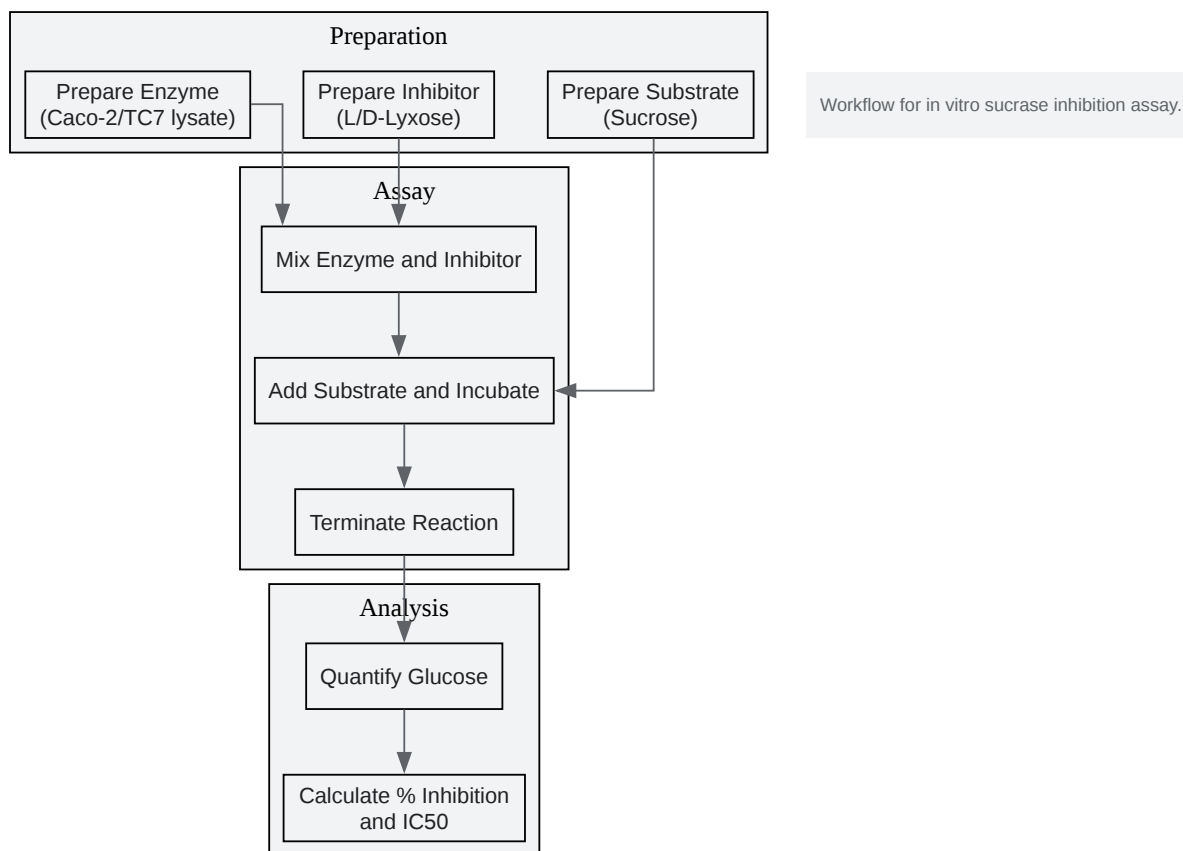 Preparation
Prepare Enzyme
(Caco-2/TC7 lysate)
Prepare Inhibitor
(L/D-Lyxose)
Prepare Substrate
(Sucrose)
Workflow for in vitro sucrase inhibition assay.
Assay
Mix Enzyme and Inhibitor
Add Substrate and Incubate
Terminate Reaction
Analysis
Quantify Glucose
Calculate % Inhibition
and IC50